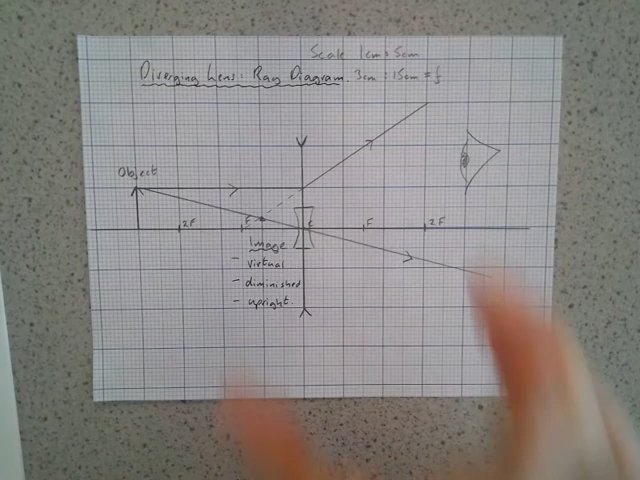 Scale 1cm = 5cm
Diverging Lens: Ray Diagram. 3cm : 15cm = f
Object
2F
F
c
F
2F
Image
- virtual
- diminished
- upright.